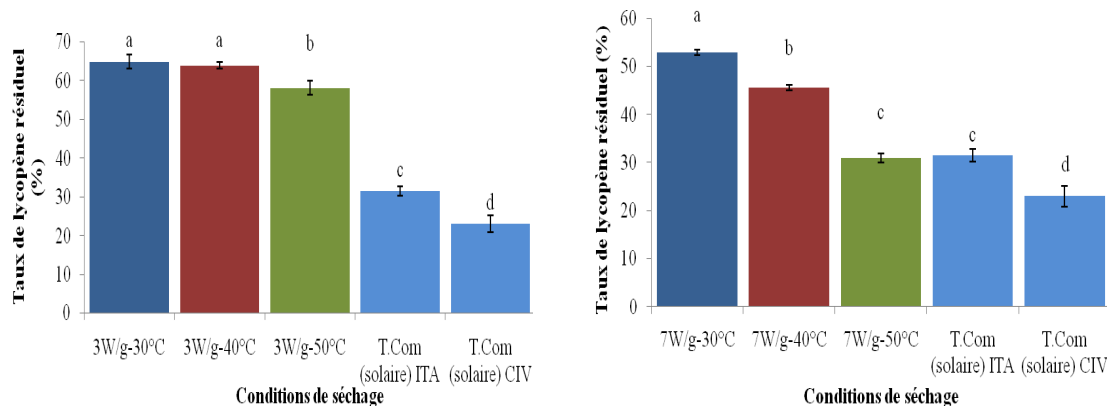 Taux de lycopène résiduel
(%)
70
60
50
40
30
20
10
0
a
a
b
c
d
3W/g-30°C
3W/g-40°C
3W/g-50°C
T.Com
(solaire) ITA
T.Com
(solaire) CIV
Conditions de séchage
Taux de lycopène résiduel (%)
60
50
40
30
20
10
0
a
b
c
c
d
7W/g-30°C
7W/g-40°C
7W/g-50°C
T.Com
(solaire) ITA
T.Com
(solaire) CIV
Conditions de séchage